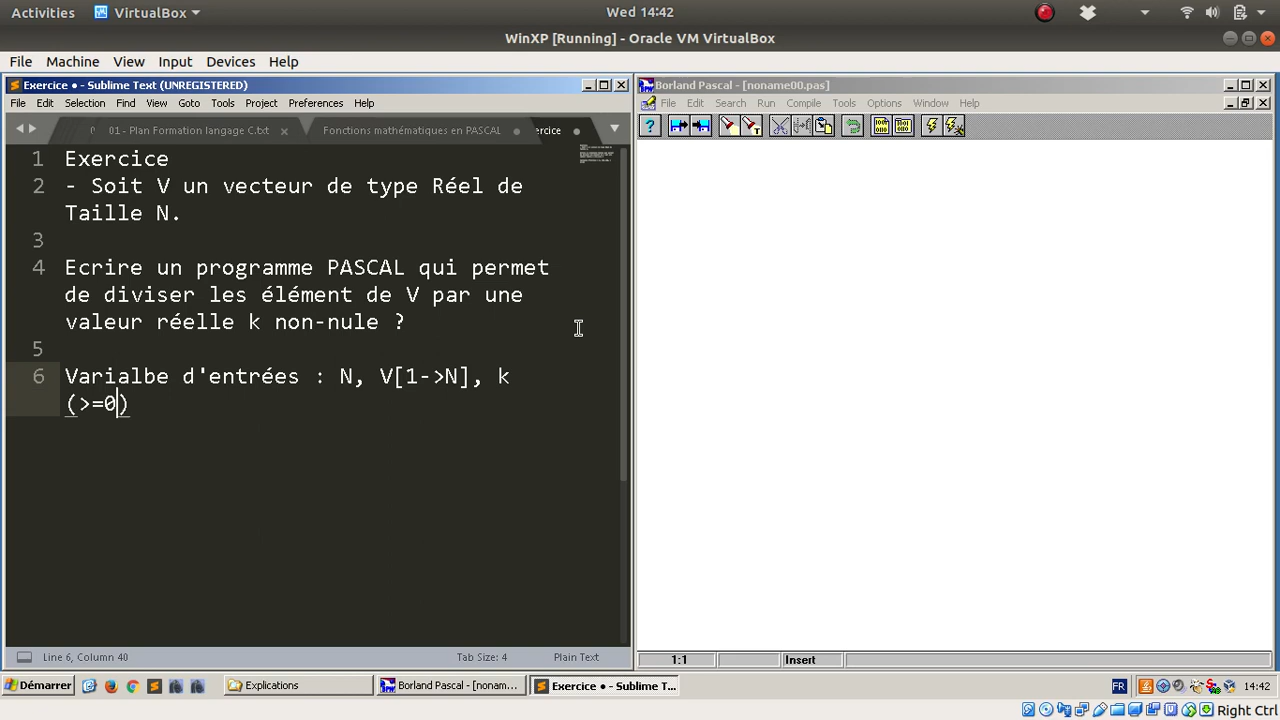 Activities VirtualBox Wed 14:42
WinXP [Running] - Oracle VM VirtualBox
File Machine View Input Devices Help
Exercice • - Sublime Text (UNREGISTERED)
File Edit Selection Find View Goto Tools Project Preferences Help
01 - Plan Formation langage C.txt Fonctions mathématiques en PASCAL ercice
1 Exercice
2 - Soit V un vecteur de type Réel de
Taille N.
3
4 Ecrire un programme PASCAL qui permet
de diviser les élément de V par une
valeur réelle k non-nule ?
5
6 Varialbe d'entrées : N, V[1->N], k
(>=0)
Line 6, Column 40 Tab Size: 4 Plain Text
Borland Pascal - [noname00.pas]
File Edit Search Run Compile Tools Options Window Help
1:1 Insert
Démarrer Explications Borland Pascal - [nonam... Exercice • - Sublime T... FR 14:42
Right Ctrl